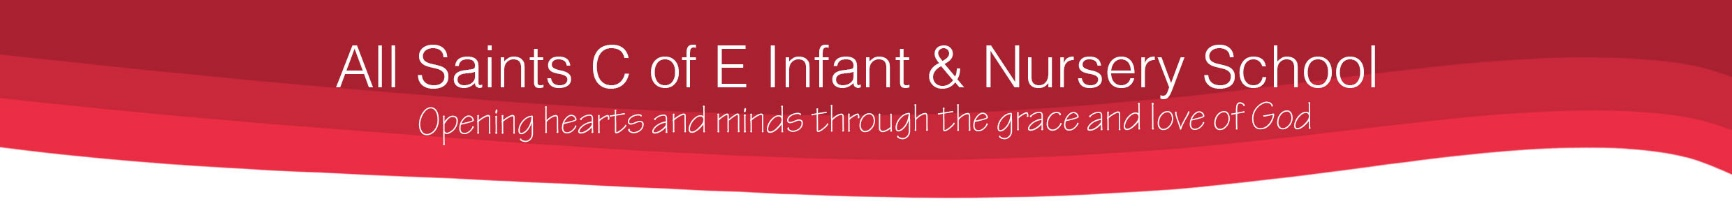 All Saints C of E Infant & Nursery School
Opening hearts and minds through the grace and love of God